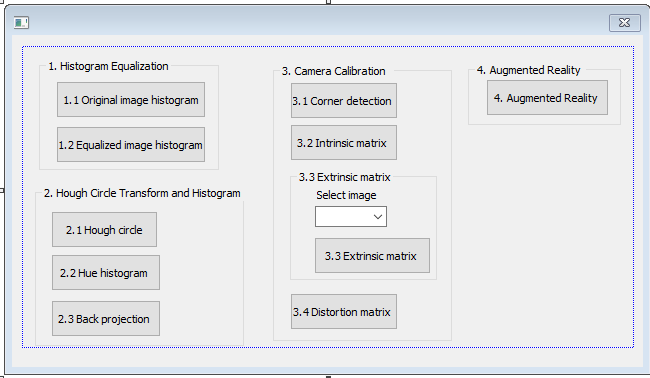 1. Histogram Equalization
1.1 Original image histogram
1.2 Equalized image histogram
2. Hough Circle Transform and Histogram
2.1 Hough circle
2.2 Hue histogram
2.3 Back projection
3. Camera Calibration
3.1 Corner detection
3.2 Intrinsic matrix
3.3 Extrinsic matrix
Select image
3.3 Extrinsic matrix
3.4 Distortion matrix
4. Augmented Reality
4. Augmented Reality